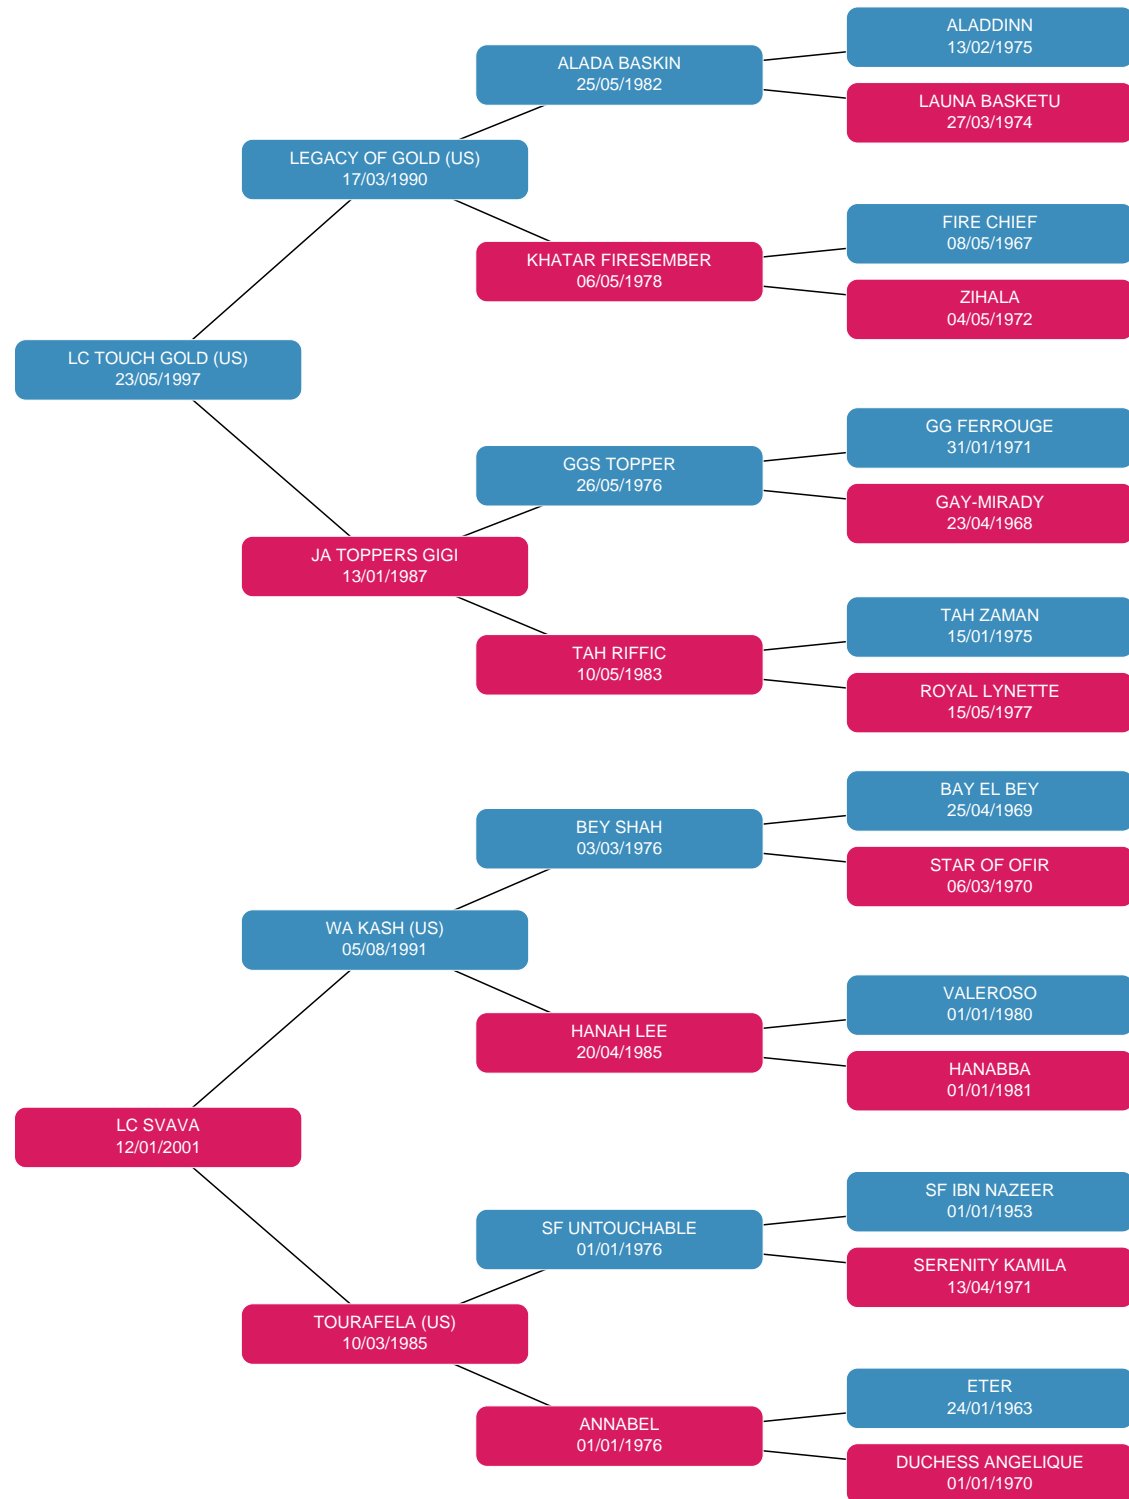 ALADDINN
13/02/1975
ALADA BASKIN
25/05/1982
LAUNA BASKETU
27/03/1974
LEGACY OF GOLD (US)
17/03/1990
FIRE CHIEF
08/05/1967
KHATAR FIRESEMBER
06/05/1978
ZIHALA
04/05/1972
LC TOUCH GOLD (US)
23/05/1997
GG FERROUGE
31/01/1971
GGS TOPPER
26/05/1976
GAY-MIRADY
23/04/1968
JA TOPPERS GIGI
13/01/1987
TAH ZAMAN
15/01/1975
TAH RIFFIC
10/05/1983
ROYAL LYNETTE
15/05/1977
BAY EL BEY
25/04/1969
BEY SHAH
03/03/1976
STAR OF OFIR
06/03/1970
WA KASH (US)
05/08/1991
VALEROSO
01/01/1980
HANAH LEE
20/04/1985
HANABBA
01/01/1981
LC SVAVA
12/01/2001
SF IBN NAZEER
01/01/1953
SF UNTOUCHABLE
01/01/1976
SERENITY KAMILA
13/04/1971
TOURAFELA (US)
10/03/1985
ETER
24/01/1963
ANNABEL
01/01/1976
DUCHESS ANGELIQUE
01/01/1970